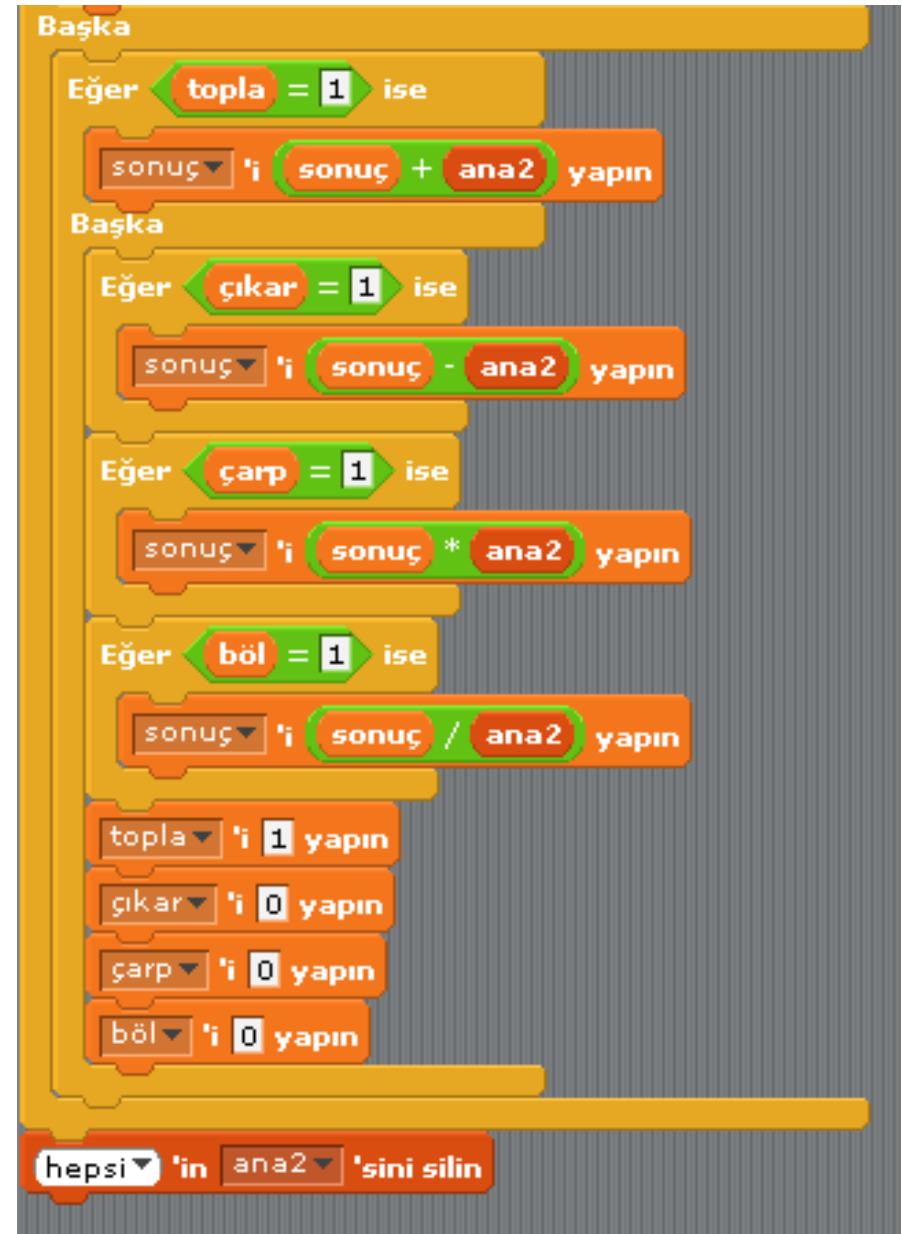 Başka
Eğer topla = 1 ise
sonuç 'i sonuç + ana2 yapın
Başka
Eğer çıkar = 1 ise
sonuç 'i sonuç - ana2 yapın
Eğer çarp = 1 ise
sonuç 'i sonuç * ana2 yapın
Eğer böl = 1 ise
sonuç 'i sonuç / ana2 yapın
topla 'i 1 yapın
çıkar 'i 0 yapın
çarp 'i 0 yapın
böl 'i 0 yapın
hepsi 'in ana2 'sini silin